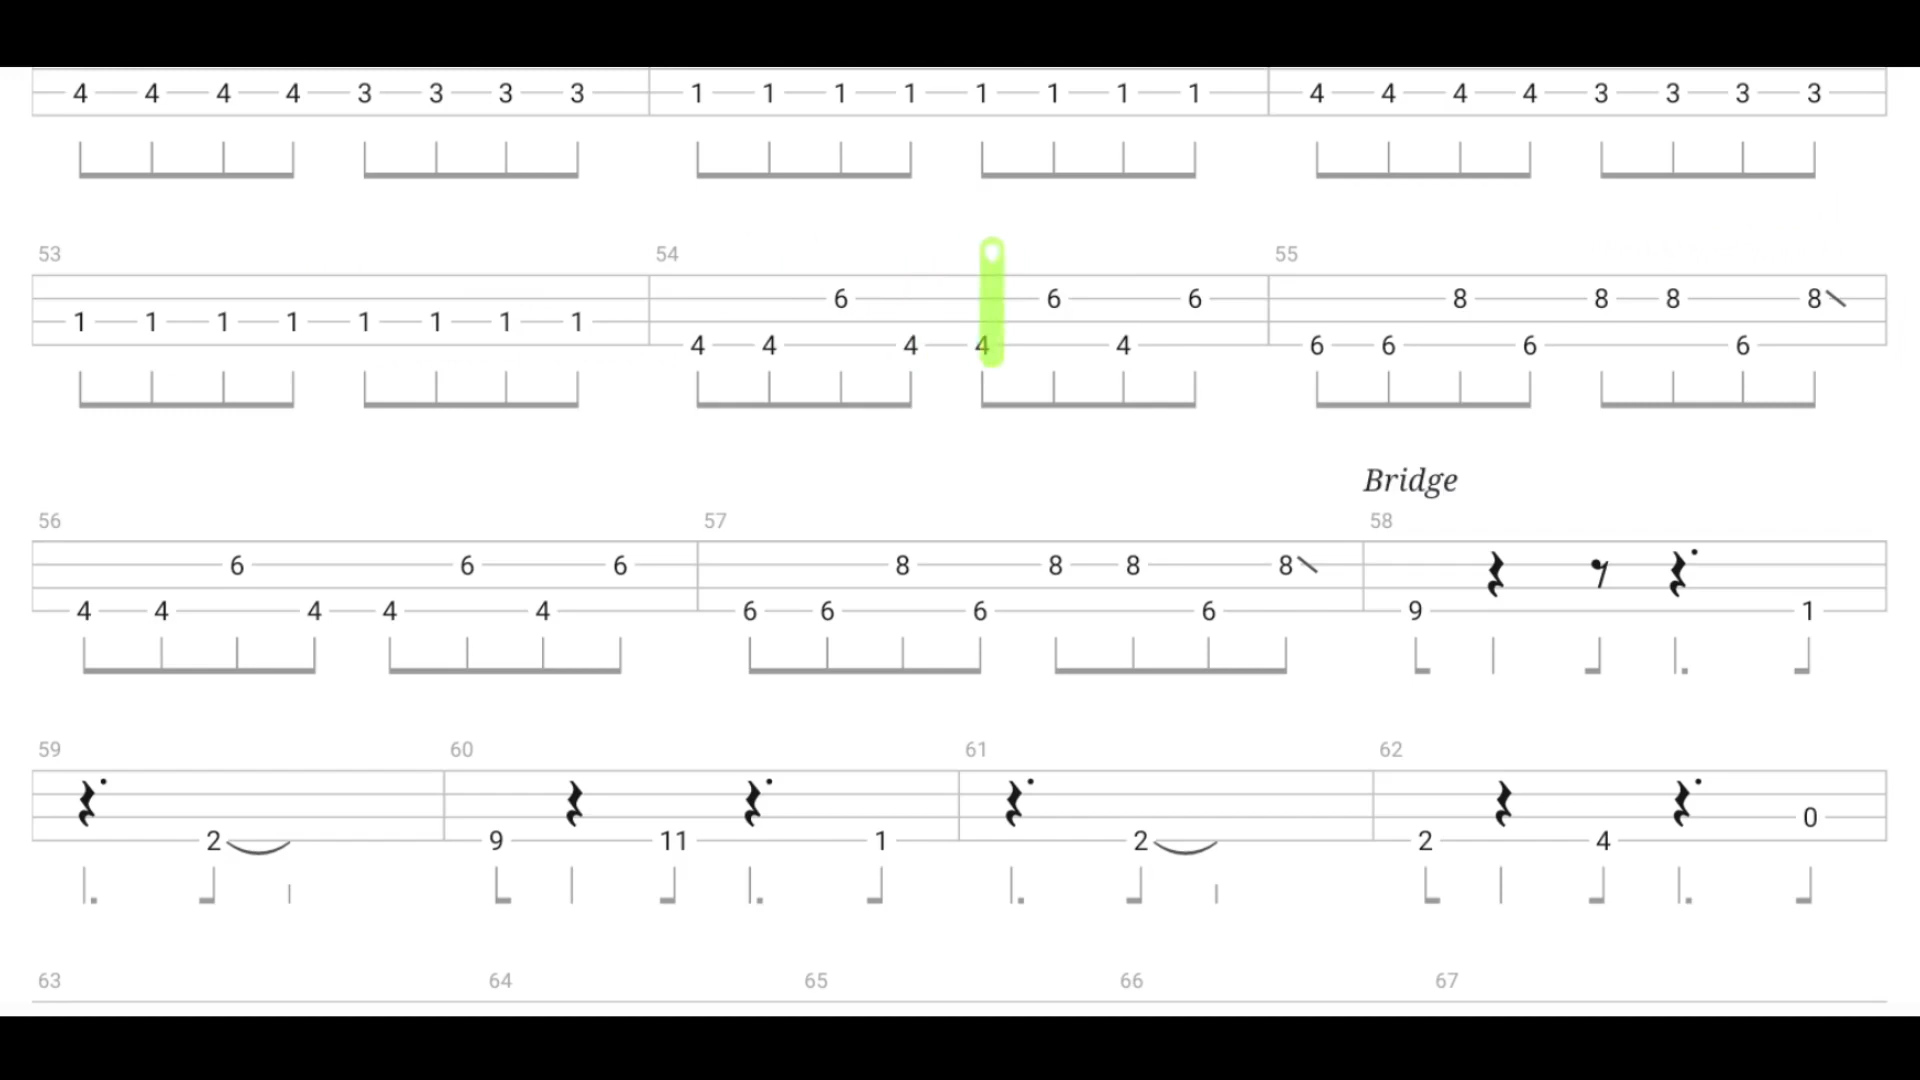 4 4 4 4 3 3 3 3 1 1 1 1 1 1 1 1 4 4 4 4 3 3 3 3
53 54 55
6 6 6 8 8 8 8
1 1 1 1 1 1 1 1
4 4 4 4 4 6 6 6 6
Bridge
56 57 58
6 6 6 8 8 8 8
4 4 4 4 4 6 6 6 6 9 1
59 60 61 62
0
2 9 11 1 2 2 4
63 64 65 66 67